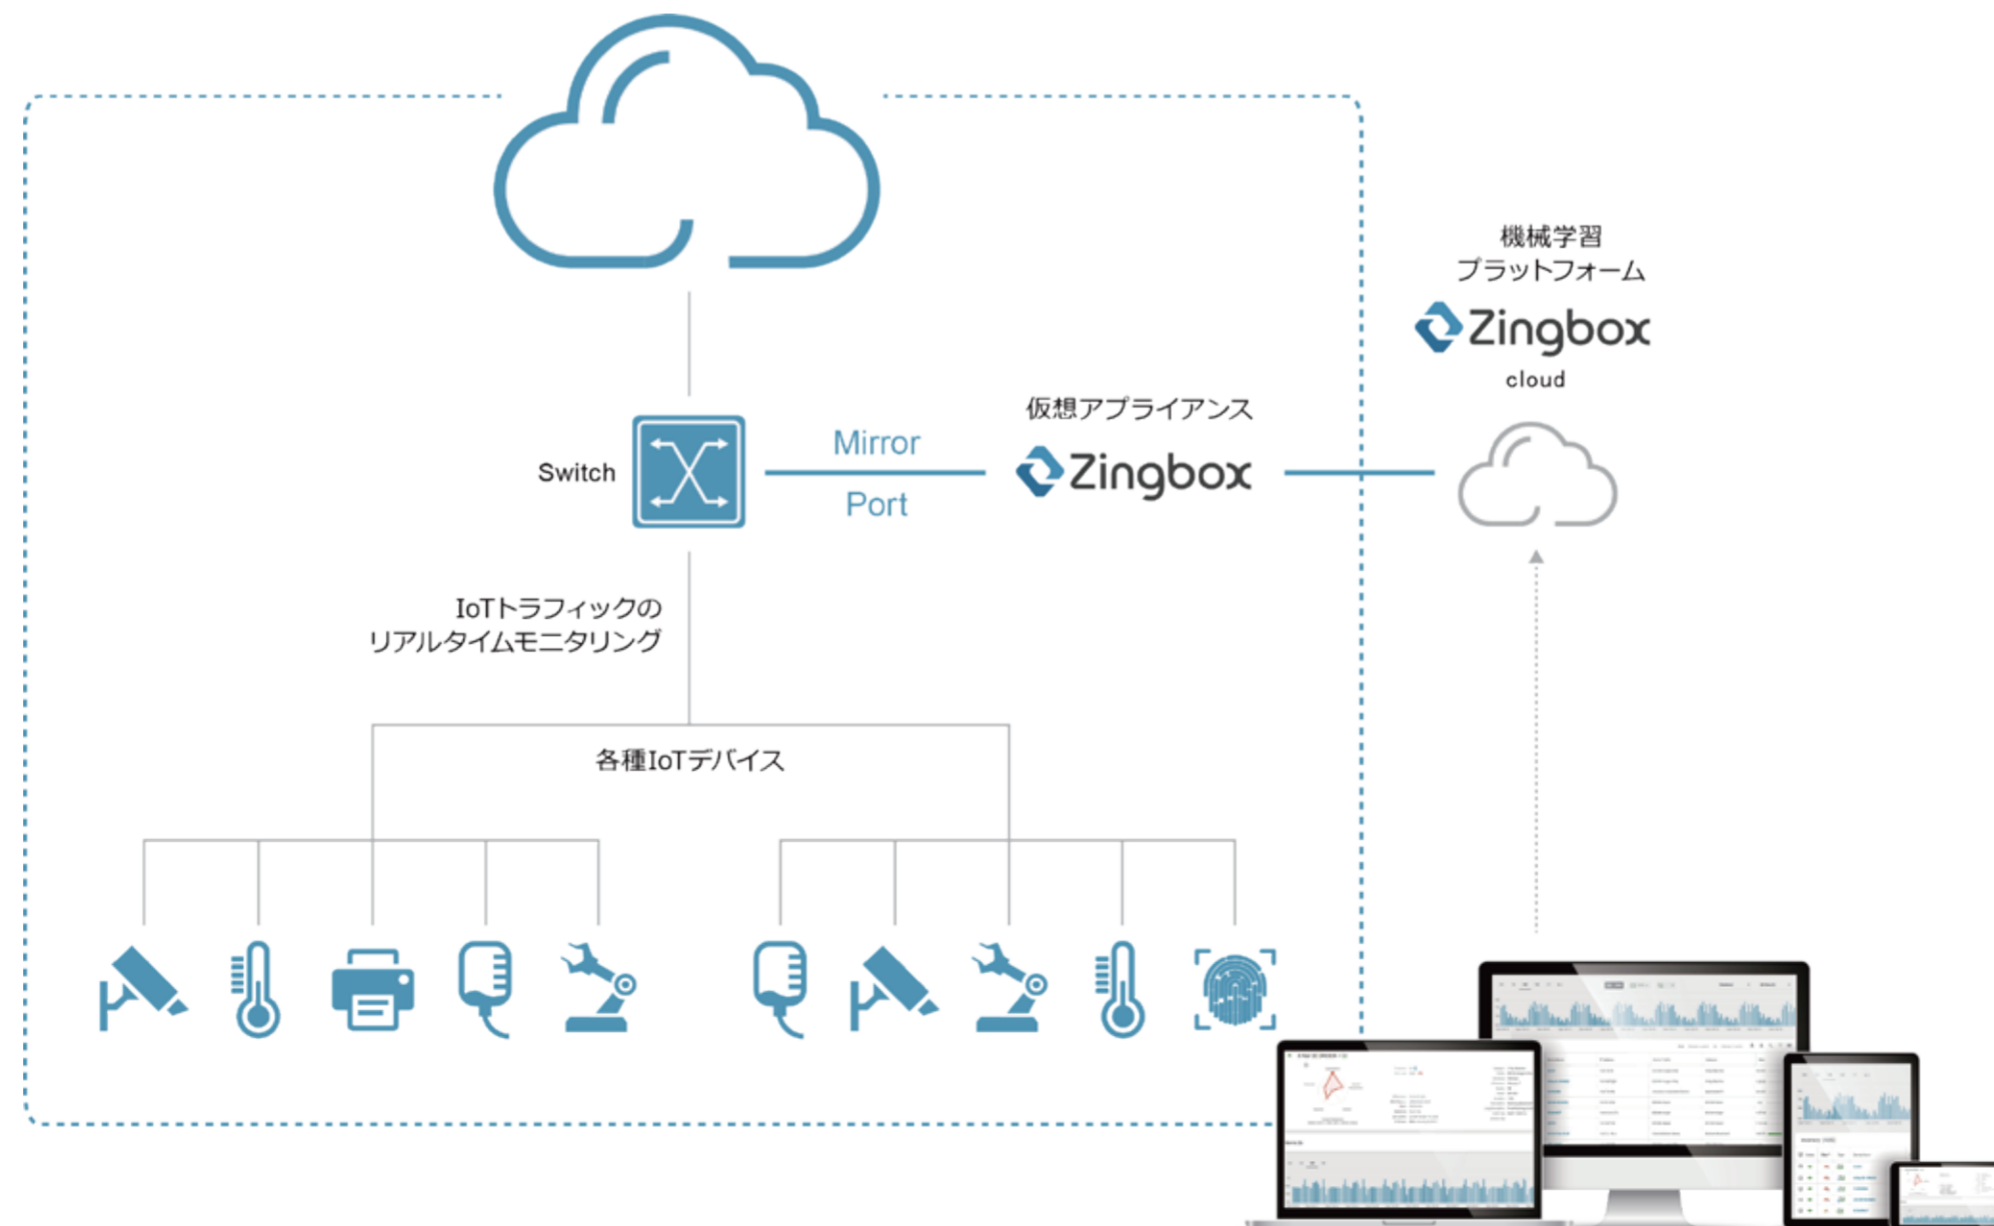 機械学習
プラットフォーム
Zingbox
cloud
仮想アプライアンス
Zingbox
Mirror
Port
Switch
IoTトラフィックの
リアルタイムモニタリング
各種IoTデバイス